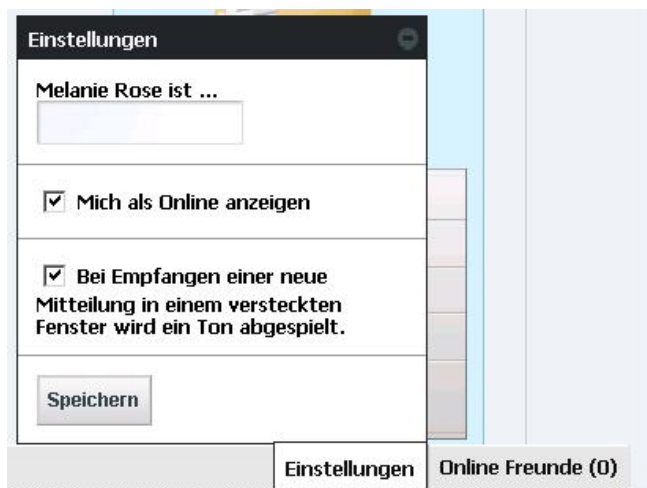 Einstellungen
Melanie Rose ist ...
Mich als Online anzeigen
Bei Empfangen einer neue
Mitteilung in einem versteckten
Fenster wird ein Ton abgespielt.
Speichern
Einstellungen
Online Freunde (0)